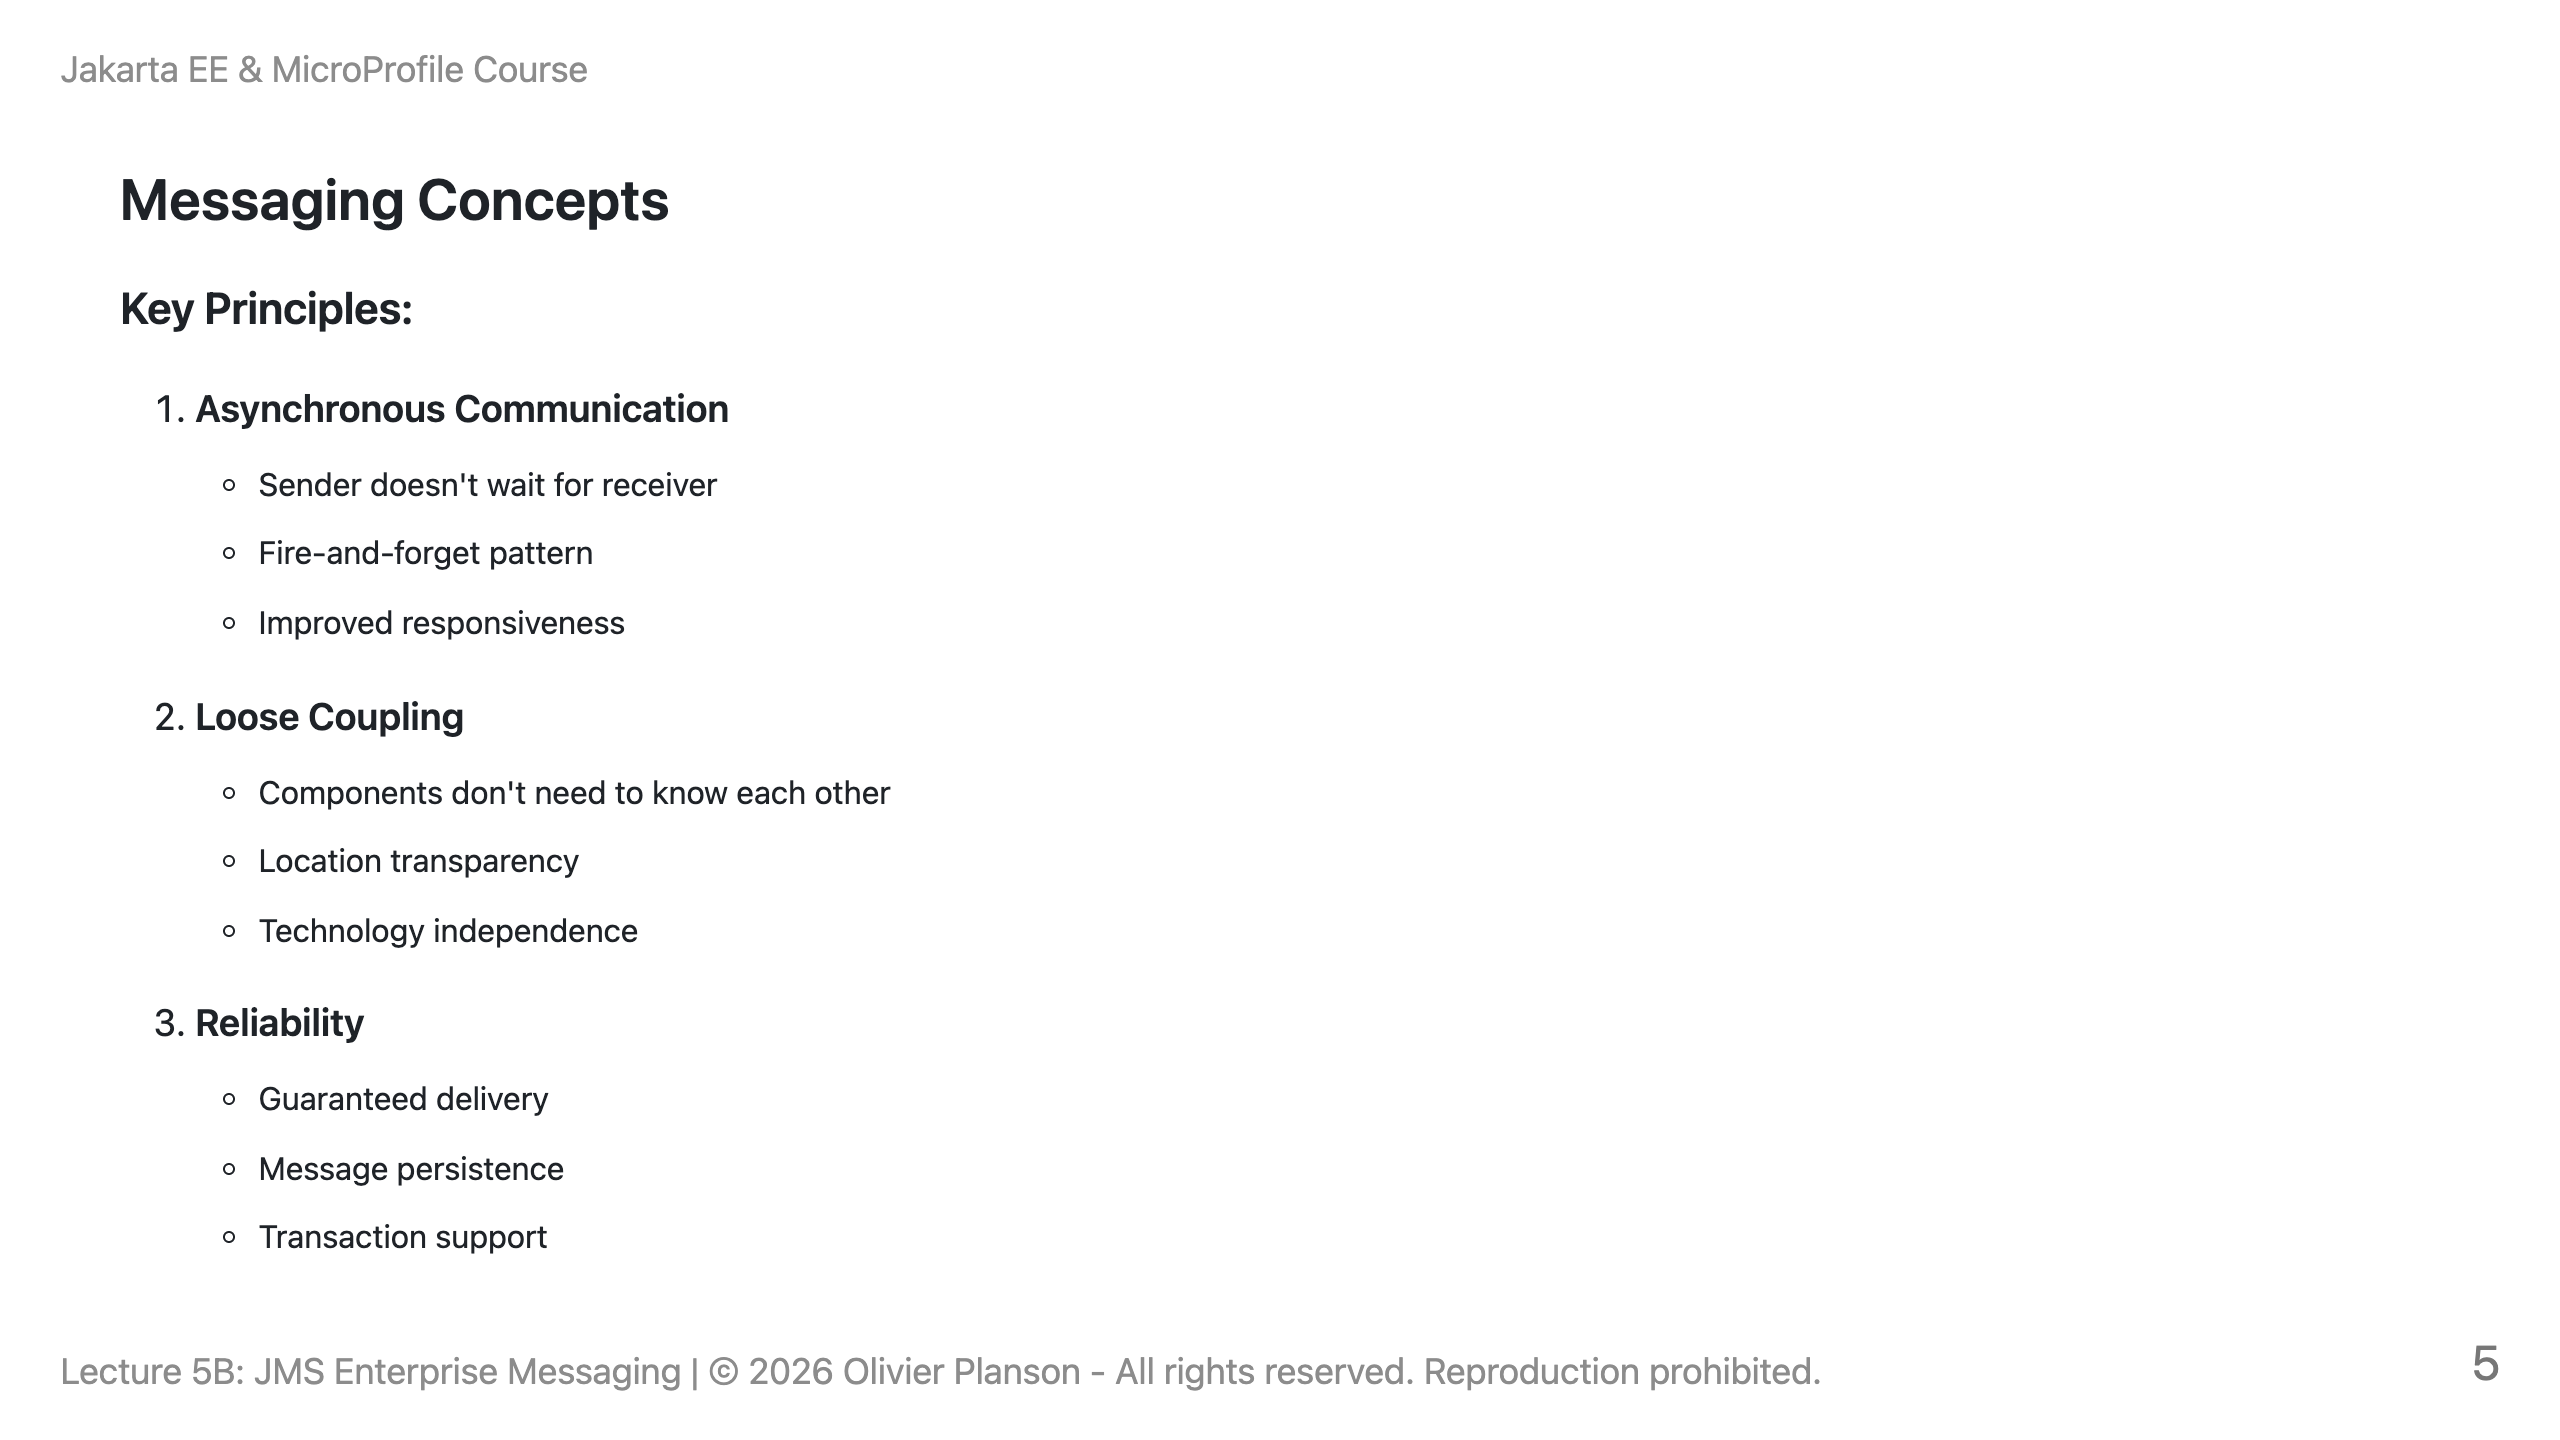 Jakarta EE & MicroProfile Course
Messaging Concepts
Key Principles:
1. Asynchronous Communication
◦ Sender doesn't wait for receiver
◦ Fire-and-forget pattern
◦ Improved responsiveness
2. Loose Coupling
◦ Components don't need to know each other
◦ Location transparency
◦ Technology independence
3. Reliability
◦ Guaranteed delivery
◦ Message persistence
◦ Transaction support
Lecture 5B: JMS Enterprise Messaging | © 2026 Olivier Planson - All rights reserved. Reproduction prohibited.
5